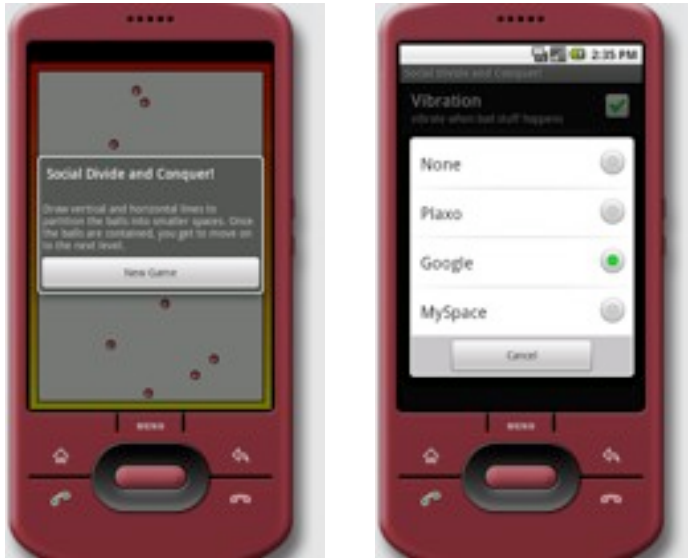 Social Divide and Conquer!
Draw vertical and horizontal lines to
partition the balls into smaller spaces. Once
the balls are contained, you get to move on
to the next level.
New Game
MENU
2:35 PM
Social Divide and Conquer!
Vibration
vibrate when bad stuff happens
None
Plaxo
Google
MySpace
Cancel
MENU